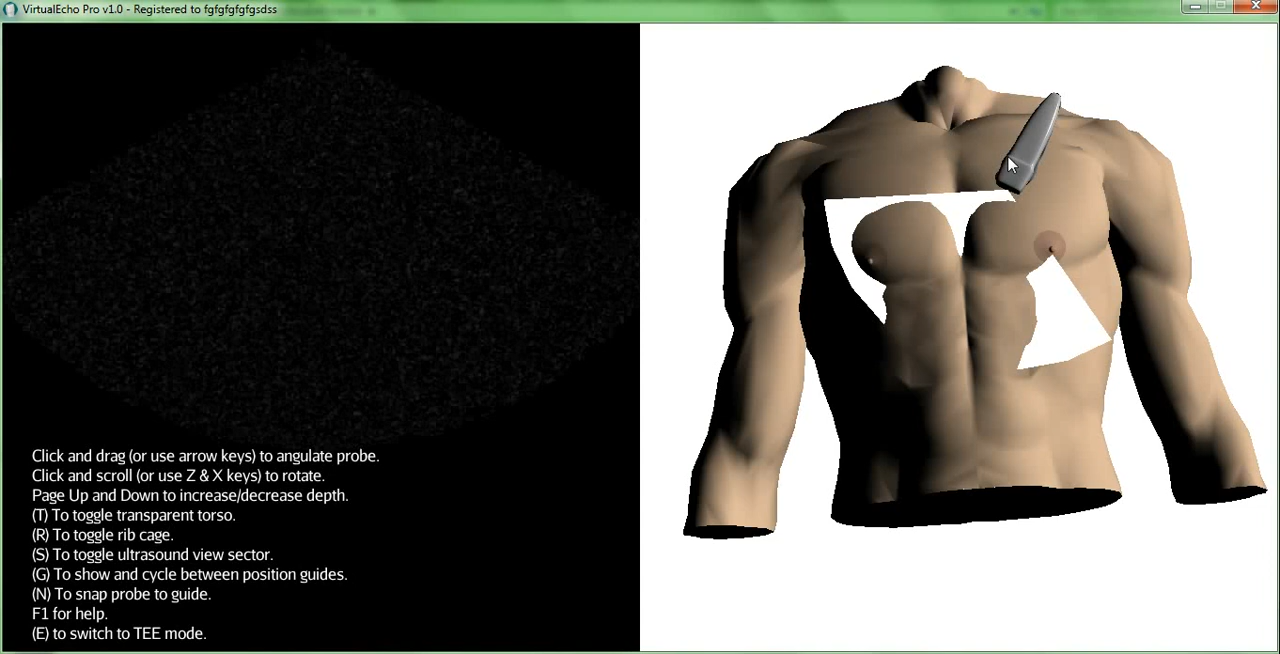 VirtualEcho Pro v1.0 - Registered to fgfgfgfgfgsdss
Click and drag (or use arrow keys) to angulate probe.
Click and scroll (or use Z & X keys) to rotate.
Page Up and Down to increase/decrease depth.
(T) To toggle transparent torso.
(R) To toggle rib cage.
(S) To toggle ultrasound view sector.
(G) To show and cycle between position guides.
(N) To snap probe to guide.
F1 for help.
(E) to switch to TEE mode.